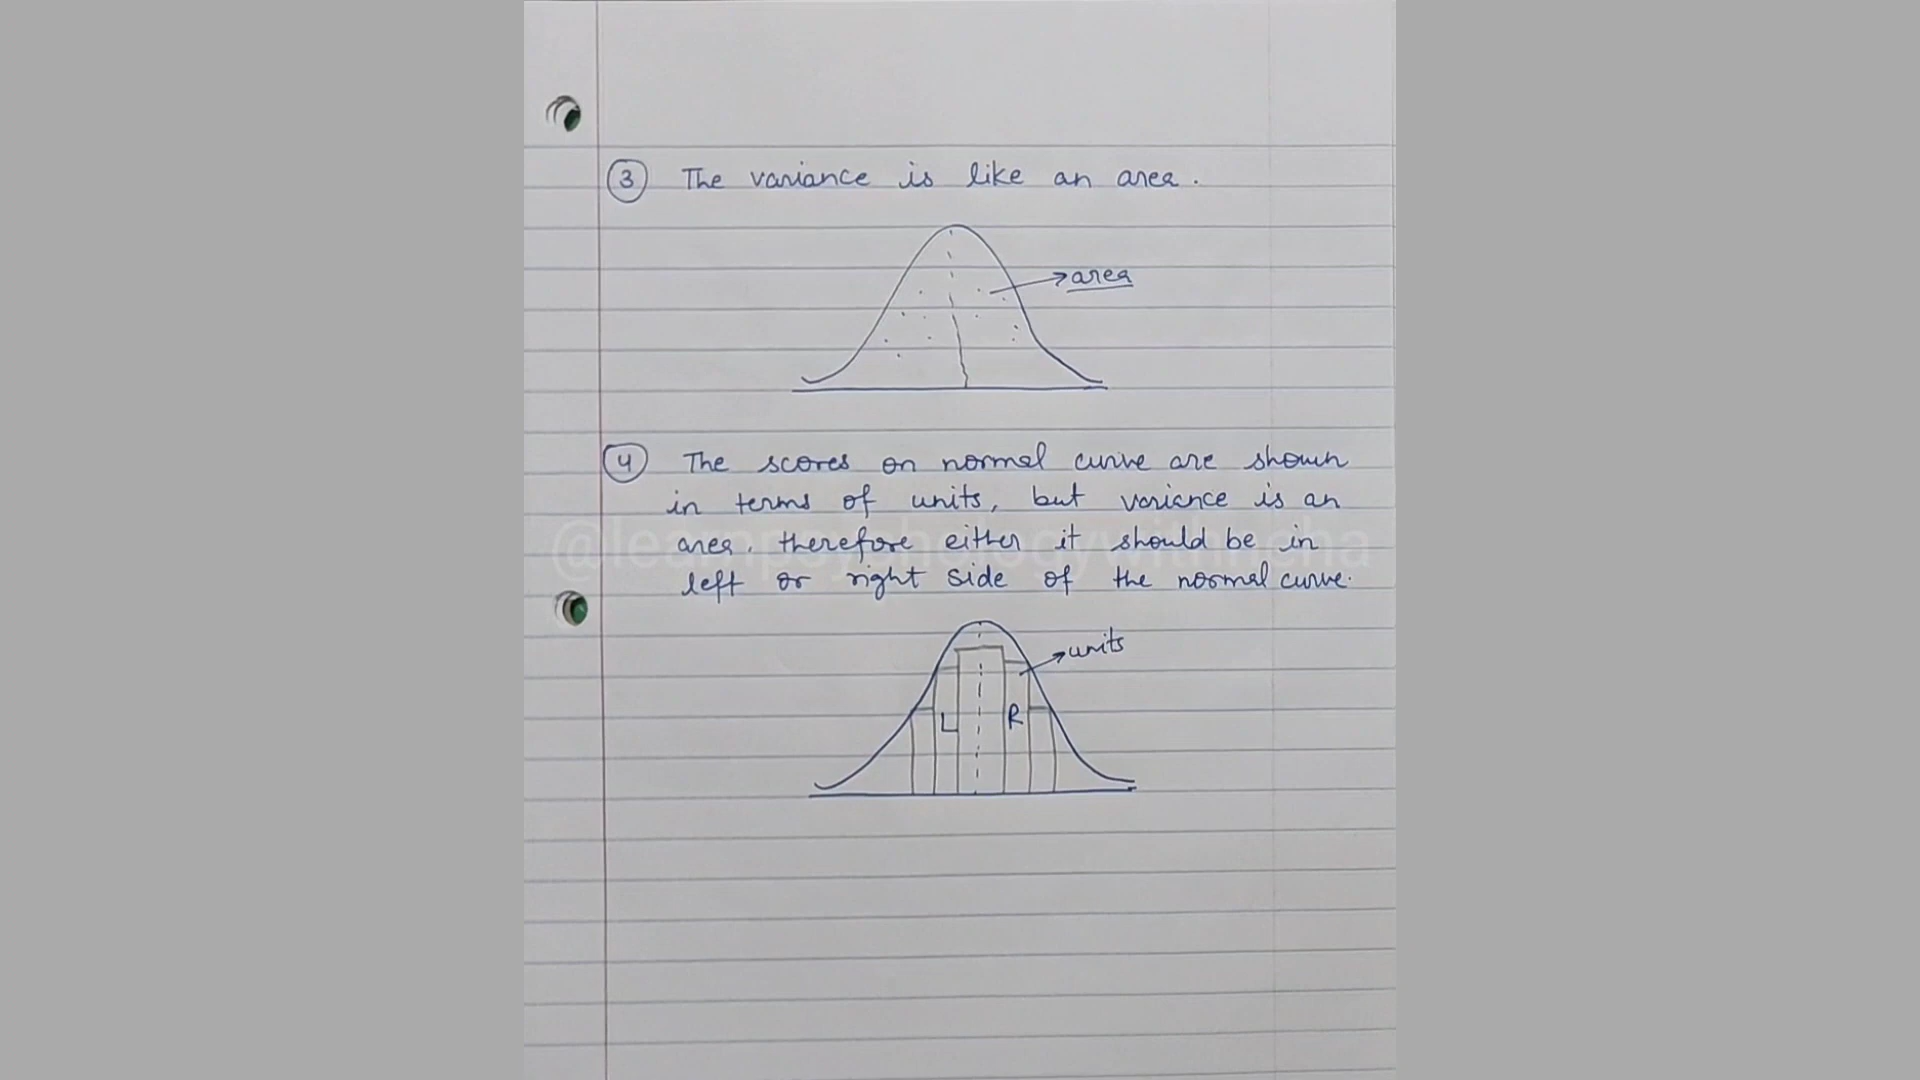 3 The variance is like an area.
area
4 The scores on normal curve are shown
in terms of units, but variance is an
area. therefore either it should be in
left or right side of the normal curve.
units
L R